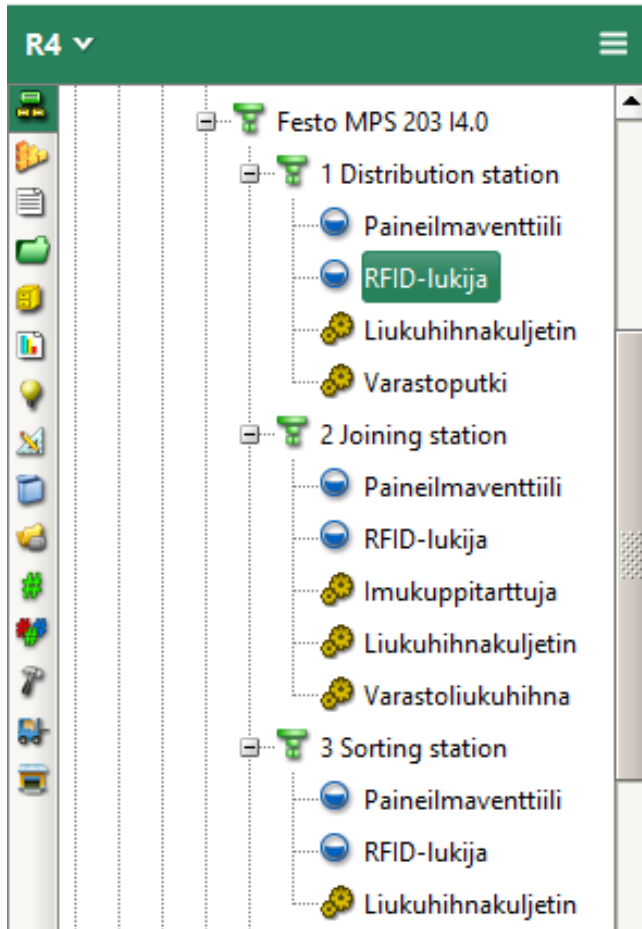 R4
Festo MPS 203 I4.0
1 Distribution station
Paineilmaventtiili
RFID-lukija
Liukuhihnakuljetin
Varastoputki
2 Joining station
Paineilmaventtiili
RFID-lukija
Imukuppitarttuja
Liukuhihnakuljetin
Varastoliukuhihna
3 Sorting station
Paineilmaventtiili
RFID-lukija
Liukuhihnakuljetin